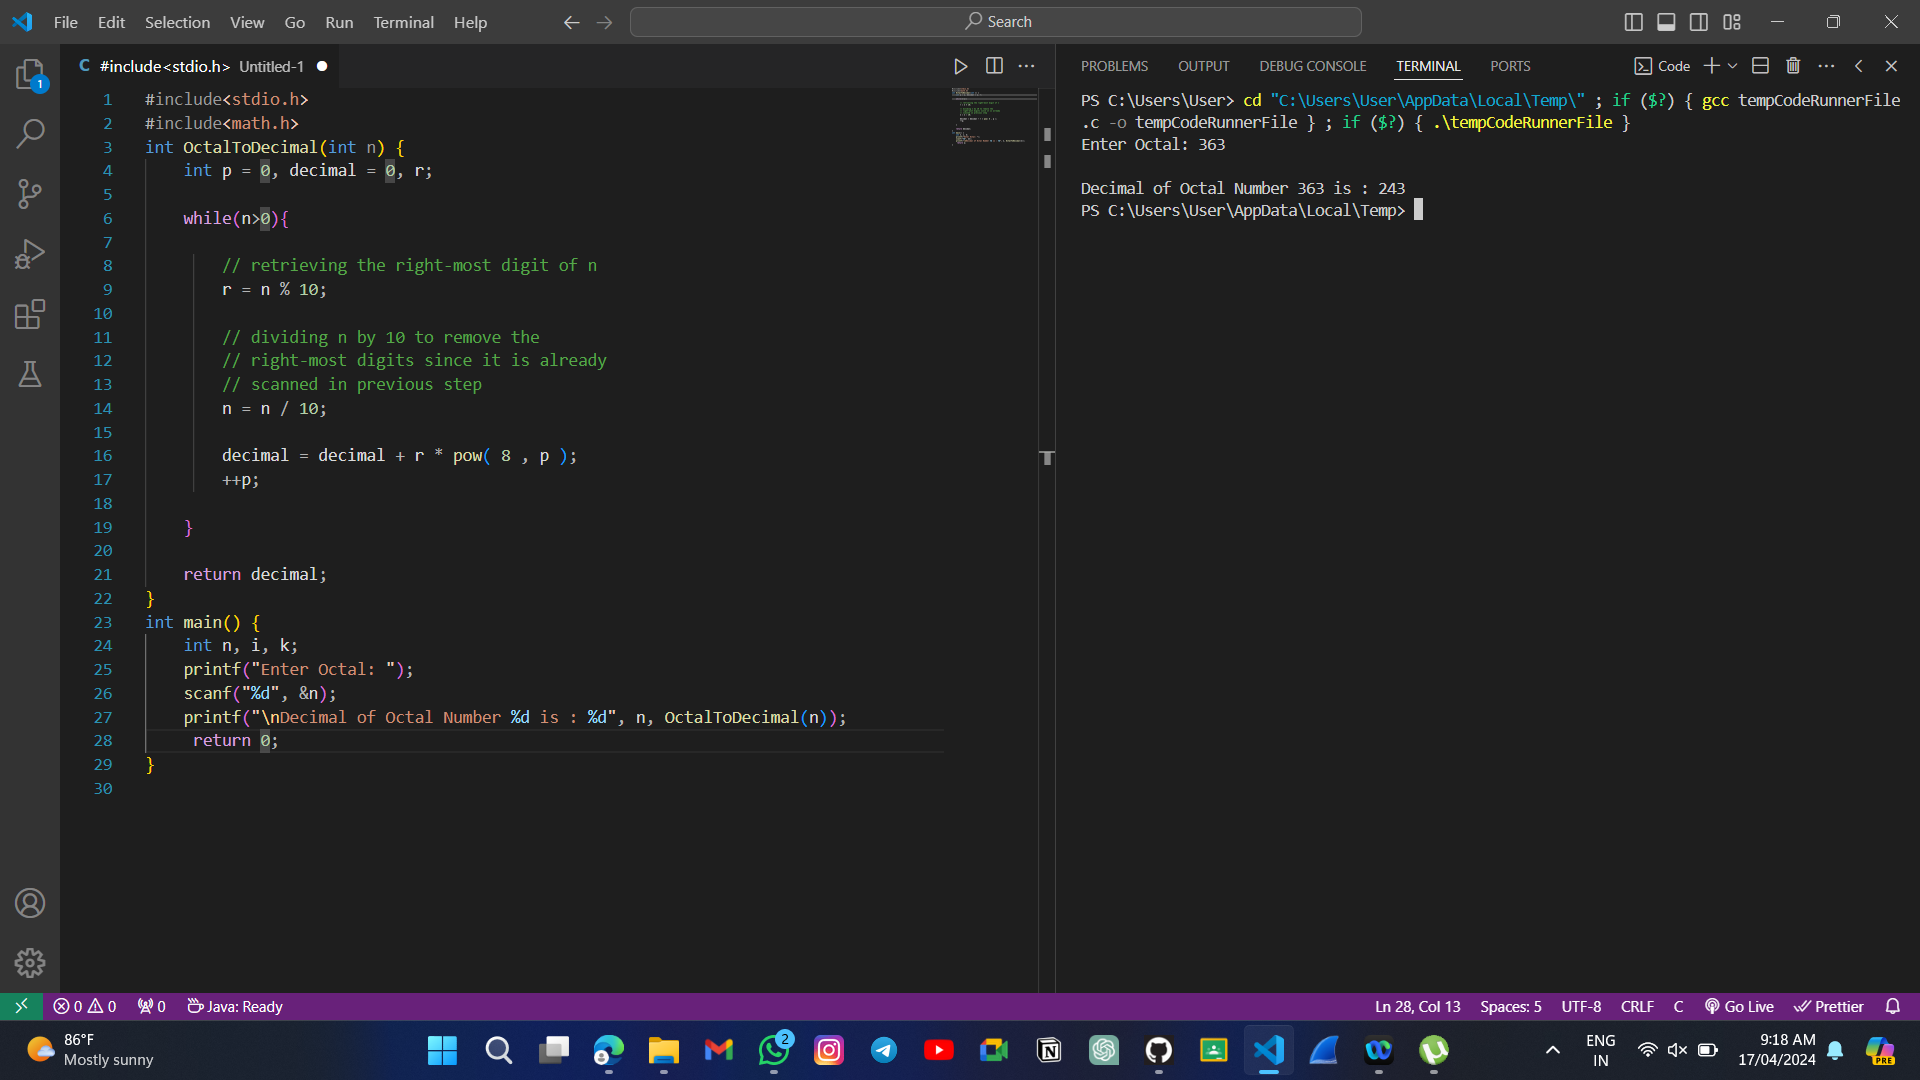 File Edit Selection View Go Run Terminal Help
Search
1
C #include<stdio.h> Untitled-1
1 #include<stdio.h>
2 #include<math.h>
3 int OctalToDecimal(int n) {
4 int p = 0, decimal = 0, r;
5
6 while(n>0){
7
8 // retrieving the right-most digit of n
9 r = n % 10;
10
11 // dividing n by 10 to remove the
12 // right-most digits since it is already
13 // scanned in previous step
14 n = n / 10;
15
16 decimal = decimal + r * pow( 8 , p );
17 ++p;
18
19 }
20
21 return decimal;
22 }
23 int main() {
24 int n, i, k;
25 printf("Enter Octal: ");
26 scanf("%d", &n);
27 printf("\nDecimal of Octal Number %d is : %d", n, OctalToDecimal(n));
28 return 0;
29 }
30
PROBLEMS OUTPUT DEBUG CONSOLE TERMINAL PORTS
Code
PS C:\Users\User> cd "C:\Users\User\AppData\Local\Temp\" ; if ($?) { gcc tempCodeRunnerFile
.c -o tempCodeRunnerFile } ; if ($?) { .\tempCodeRunnerFile }
Enter Octal: 363
Decimal of Octal Number 363 is : 243
PS C:\Users\User\AppData\Local\Temp>
0 0 0 Java: Ready
Ln 28, Col 13 Spaces: 5 UTF-8 CRLF C Go Live Prettier
86°F
Mostly sunny
2
ENG
IN
9:18 AM
17/04/2024
PRE